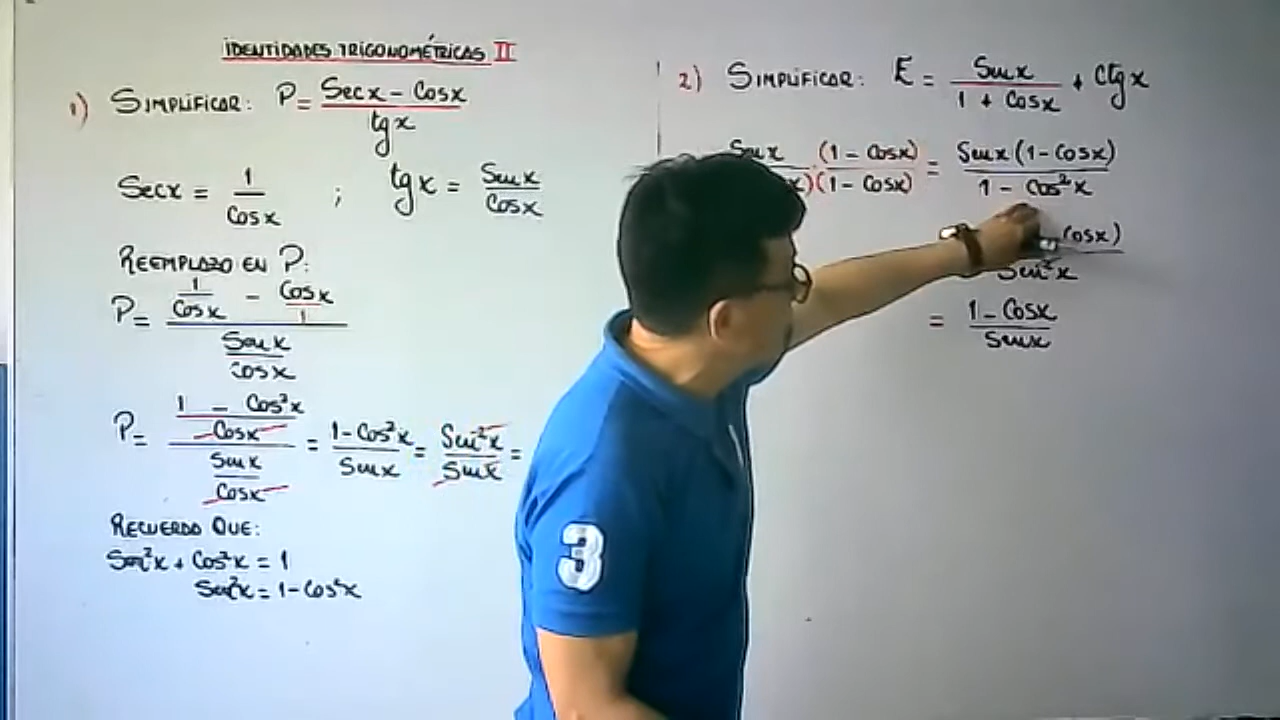 IDENTIDADES TRIGONOMÉTRICAS II
1) SIMPLIFICAR: P = (Secx - Cosx) / tgx
Secx = 1/Cosx ; tgx = Senx/Cosx
REEMPLAZO EN P:
P = (1/Cosx - Cosx/1) / (Senx/Cosx)
P = ((1 - Cos²x)/Cosx) / (Senx/Cosx) = (1 - Cos²x)/Senx = Sen²x/Senx =
RECUERDO QUE:
Sen²x + Cos²x = 1
Sen²x = 1 - Cos²x
2) SIMPLIFICAR: E = Senx/(1 + Cosx) + Ctgx
Senx (1 - Cosx) / x)(1 - Cosx) = Senx(1 - Cosx)/(1 - Cos²x)
Cosx)/Sen²x
= (1 - Cosx)/Senx
3